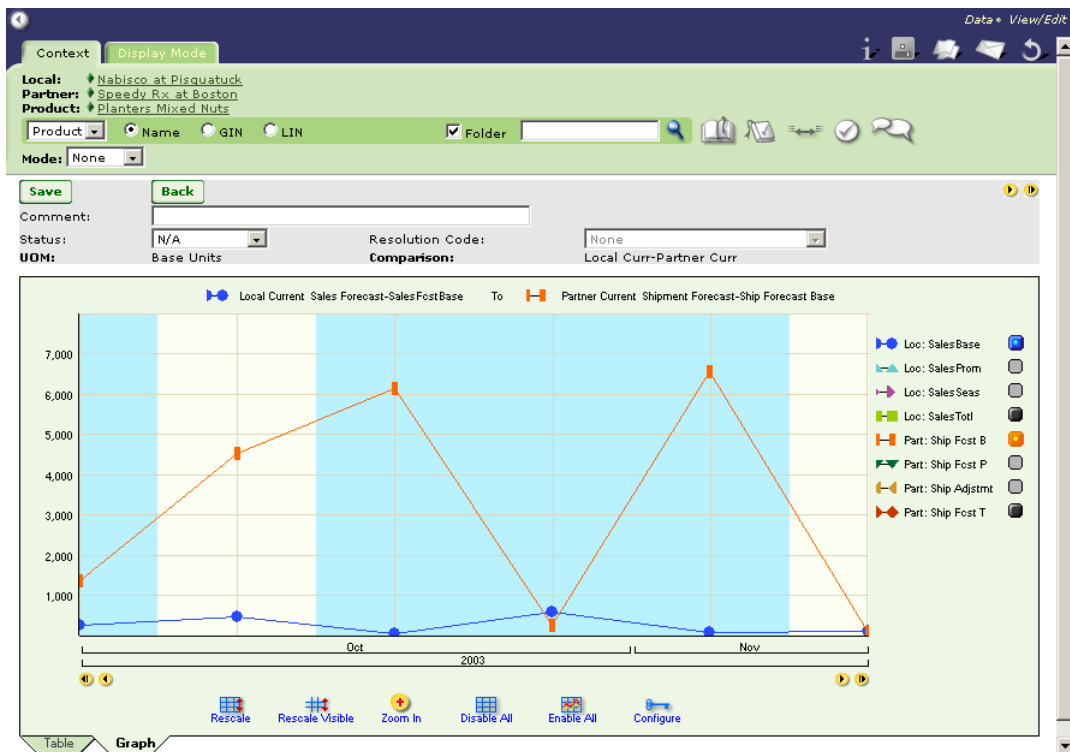 Data • View/Edit
Context Display Mode
Local: Nabisco at Pisquatuck
Partner: Speedy Rx at Boston
Product: Planters Mixed Nuts
Product Name GIN LIN Folder
Mode: None
Save Back
Comment:
Status: N/A Resolution Code: None
UOM: Base Units Comparison: Local Curr-Partner Curr
Local Current Sales Forecast-SalesFcstBase To Partner Current Shipment Forecast-Ship Forecast Base
7,000
6,000
5,000
4,000
3,000
2,000
1,000
Loc: SalesBase
Loc: SalesProm
Loc: SalesSeas
Loc: SalesTotl
Part: Ship Fcst B
Part: Ship Fcst P
Part: Ship Adjstmt
Part: Ship Fcst T
Oct Nov
2003
Rescale Rescale Visible Zoom In Disable All Enable All Configure
Table Graph